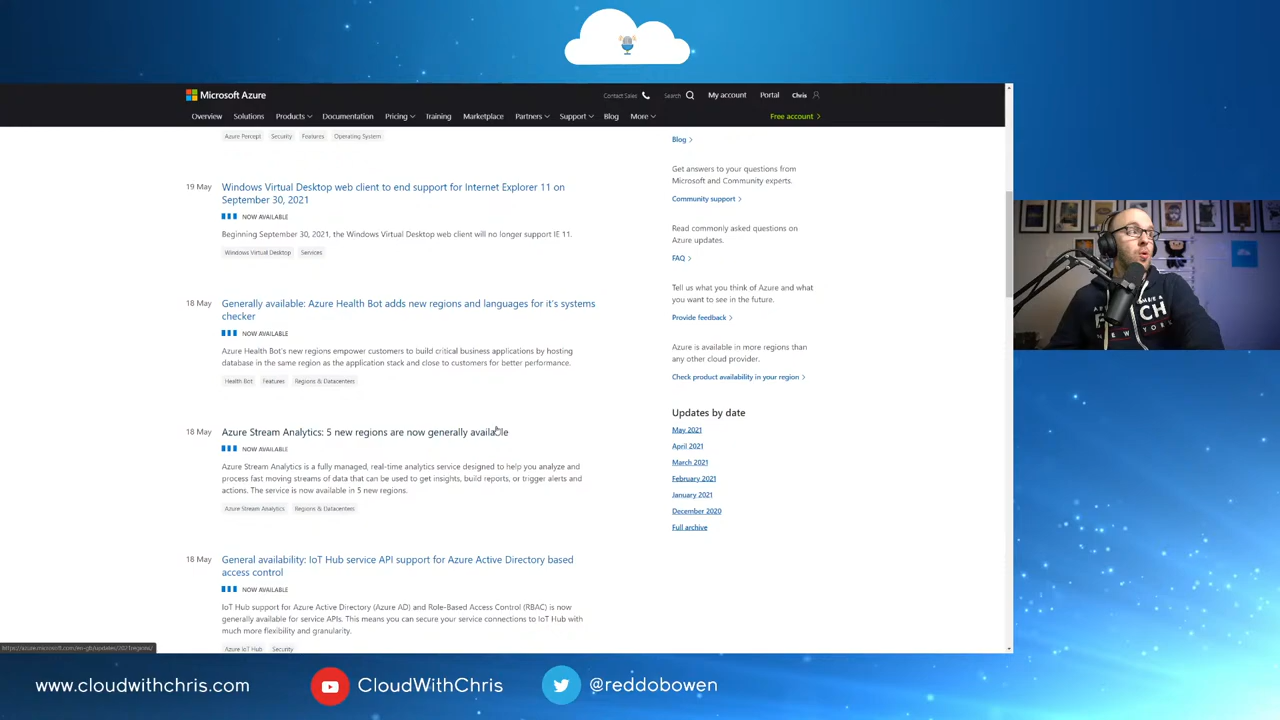 Microsoft Azure
Contact Sales
Search
My account
Portal
Chris
Overview
Solutions
Products
Documentation
Pricing
Training
Marketplace
Partners
Support
Blog
More
Free account
Azure Percept
Security
Features
Operating System
19 May
Windows Virtual Desktop web client to end support for Internet Explorer 11 on
September 30, 2021
NOW AVAILABLE
Beginning September 30, 2021, the Windows Virtual Desktop web client will no longer support IE 11.
Windows Virtual Desktop
Services
18 May
Generally available: Azure Health Bot adds new regions and languages for it's systems
checker
NOW AVAILABLE
Azure Health Bot's new regions empower customers to build critical business applications by hosting
database in the same region as the application stack and close to customers for better performance.
Health Bot
Features
Regions & Datacenters
18 May
Azure Stream Analytics: 5 new regions are now generally available
NOW AVAILABLE
Azure Stream Analytics is a fully managed, real-time analytics service designed to help you analyze and
process fast moving streams of data that can be used to get insights, build reports, or trigger alerts and
actions. The service is now available in 5 new regions.
Azure Stream Analytics
Regions & Datacenters
18 May
General availability: IoT Hub service API support for Azure Active Directory based
access control
NOW AVAILABLE
IoT Hub support for Azure Active Directory (Azure AD) and Role-Based Access Control (RBAC) is now
generally available for service APIs. This means you can secure your service connections to IoT Hub with
much more flexibility and granularity.
Azure IoT Hub
Security
Blog
Get answers to your questions from
Microsoft and Community experts.
Community support
Read commonly asked questions on
Azure updates.
FAQ
Tell us what you think of Azure and what
you want to see in the future.
Provide feedback
Azure is available in more regions than
any other cloud provider.
Check product availability in your region
Updates by date
May 2021
April 2021
March 2021
February 2021
January 2021
December 2020
Full archive
https://azure.microsoft.com/en-gb/updates/2021regions/
NEW YORK
www.cloudwithchris.com
CloudWithChris
@reddobowen